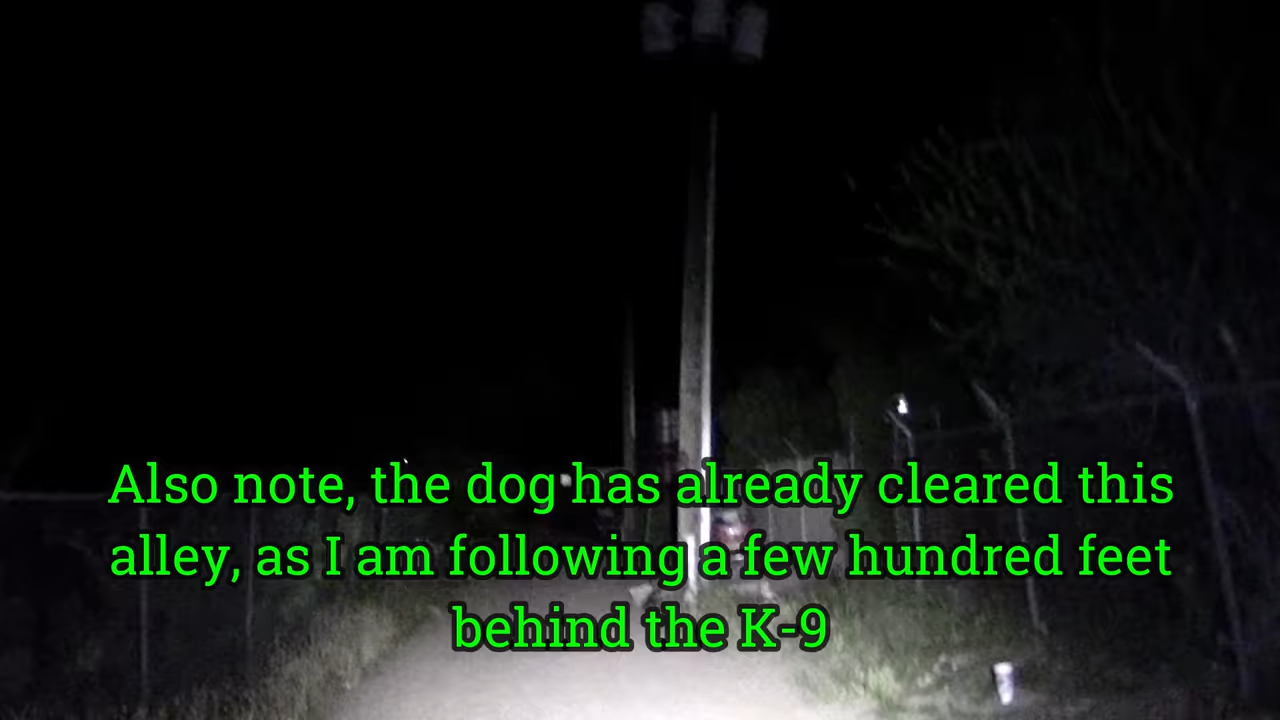 Also note, the dog has already cleared this
alley, as I am following a few hundred feet
behind the K-9